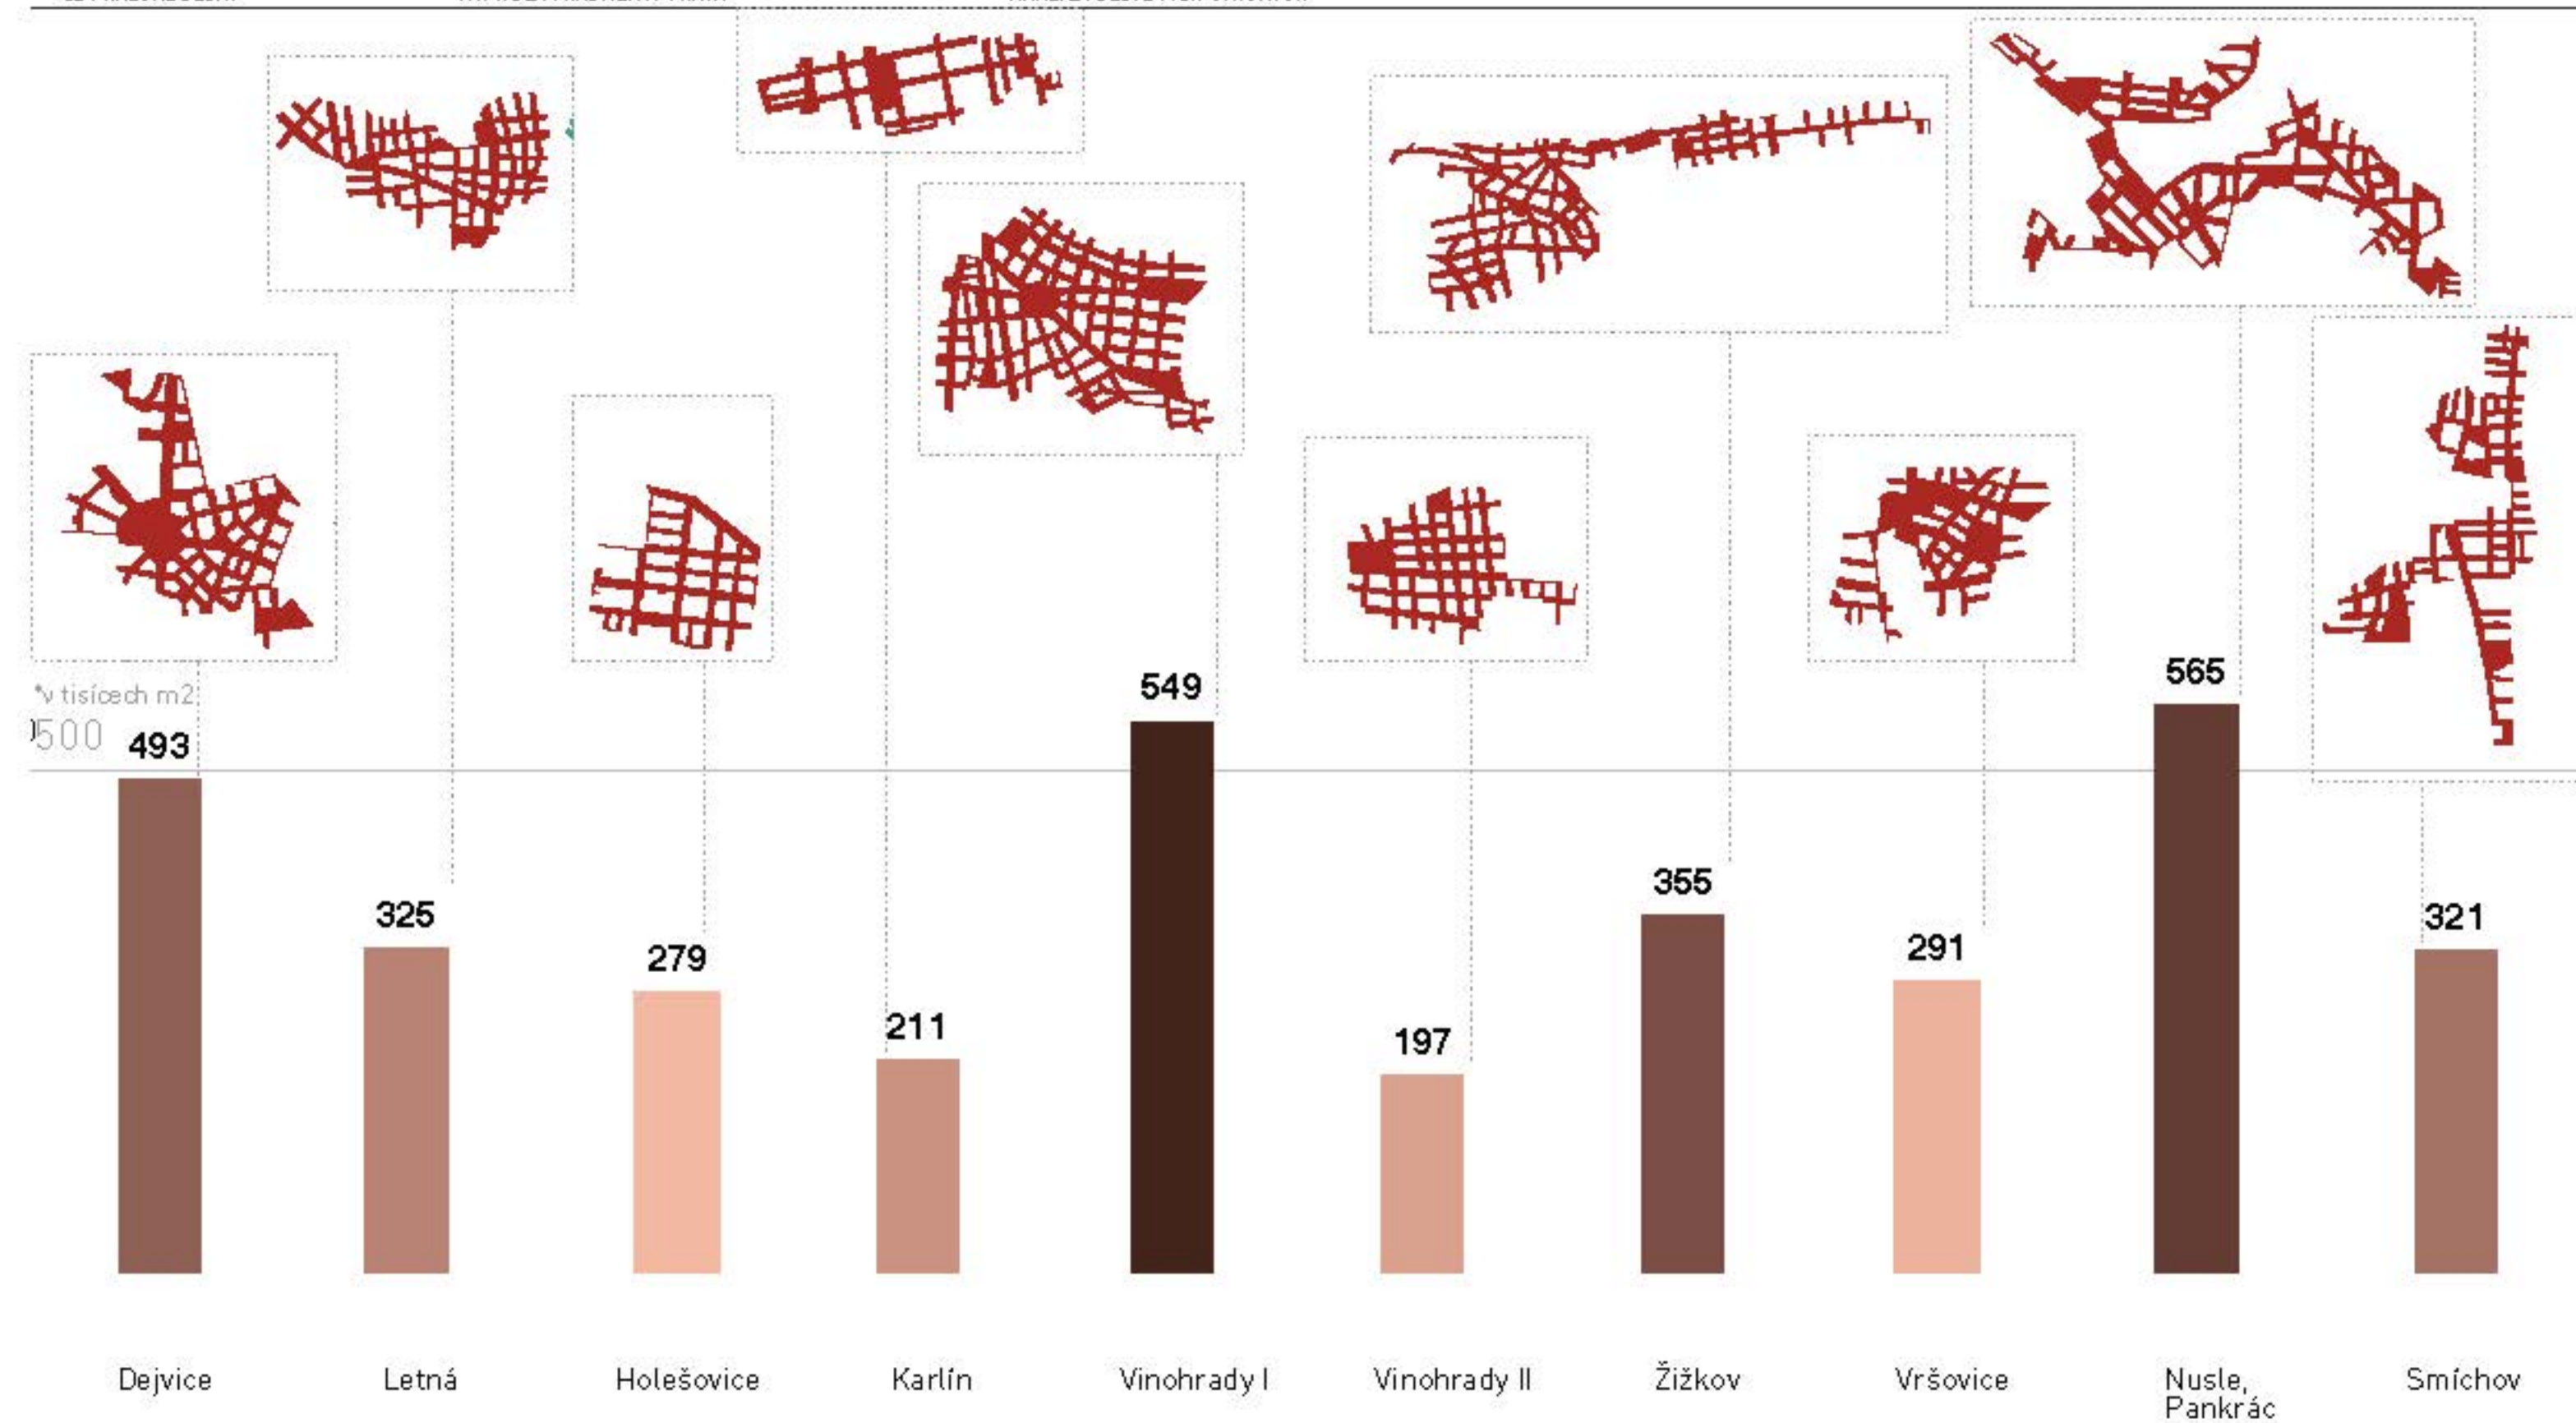 *v tisících m2
500
493
325
279
211
549
197
355
291
565
321
Dejvice
Letná
Holešovice
Karlín
Vinohrady I
Vinohrady II
Žižkov
Vršovice
Nusle,
Pankrác
Smíchov